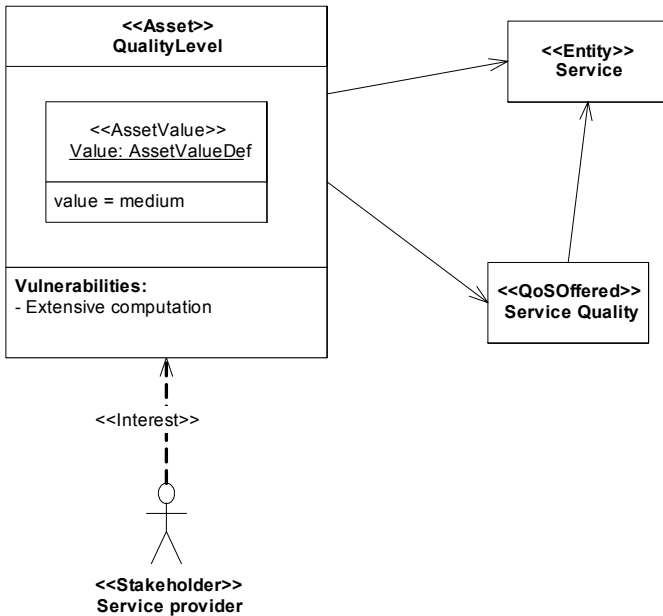 <<Asset>>
QualityLevel
<<AssetValue>>
Value: AssetValueDef
value = medium
Vulnerabilities:
- Extensive computation
<<Entity>>
Service
<<QoSOffered>>
Service Quality
<<Interest>>
<<Stakeholder>>
Service provider